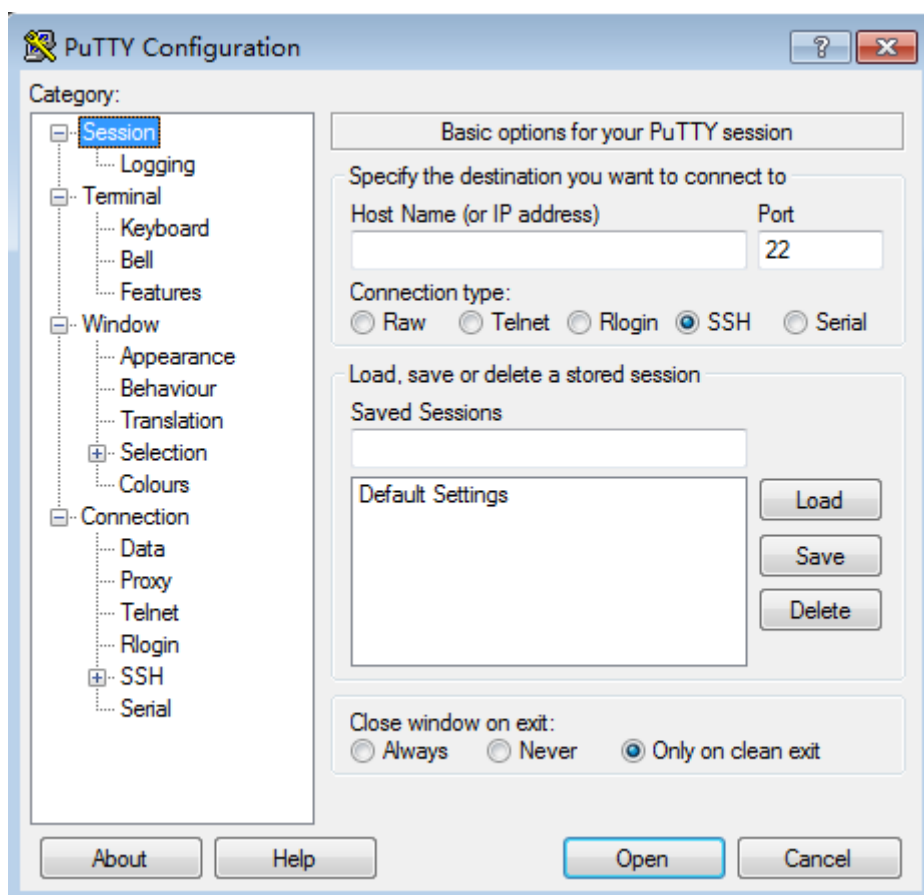 PuTTY Configuration
?
Category:
Session
Logging
Terminal
Keyboard
Bell
Features
Window
Appearance
Behaviour
Translation
Selection
Colours
Connection
Data
Proxy
Telnet
Rlogin
SSH
Serial
Basic options for your PuTTY session
Specify the destination you want to connect to
Host Name (or IP address) Port
22
Connection type:
Raw Telnet Rlogin SSH Serial
Load, save or delete a stored session
Saved Sessions
Default Settings
Load
Save
Delete
Close window on exit:
Always Never Only on clean exit
About Help Open Cancel